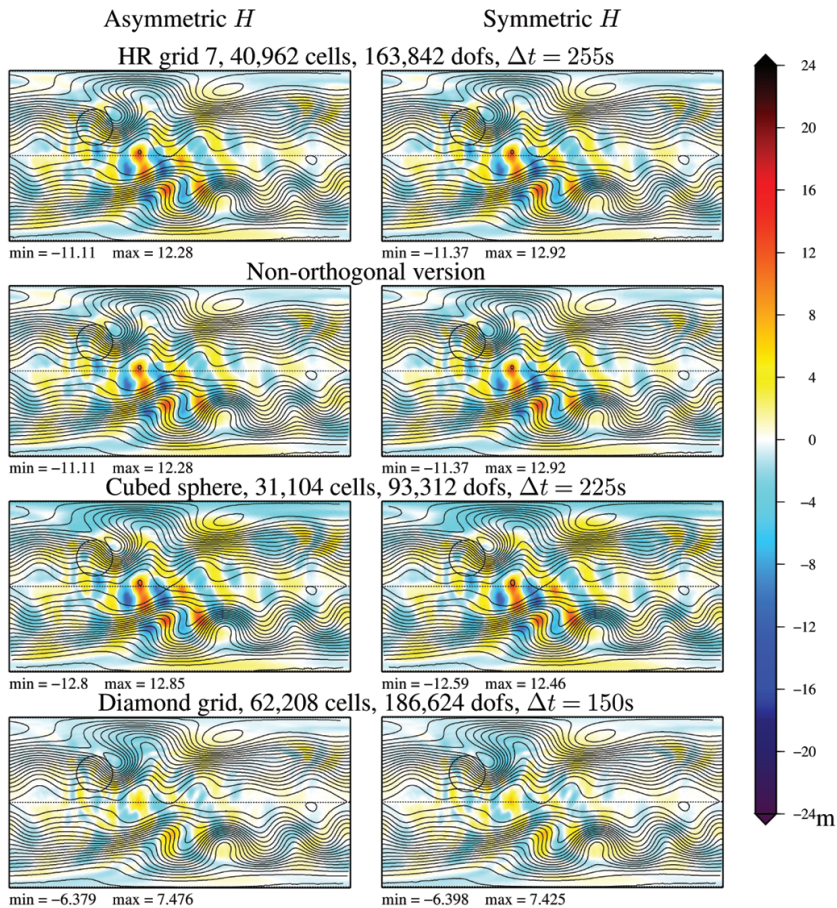 Asymmetric H Symmetric H
HR grid 7, 40,962 cells, 163,842 dofs, Δt = 255s
min = −11.11 max = 12.28 min = −11.37 max = 12.92
Non-orthogonal version
min = −11.11 max = 12.28 min = −11.37 max = 12.92
Cubed sphere, 31,104 cells, 93,312 dofs, Δt = 225s
min = −12.8 max = 12.85 min = −12.59 max = 12.46
Diamond grid, 62,208 cells, 186,624 dofs, Δt = 150s
min = −6.379 max = 7.476 min = −6.398 max = 7.425
24
20
16
12
8
4
0
−4
−8
−12
−16
−20
−24m